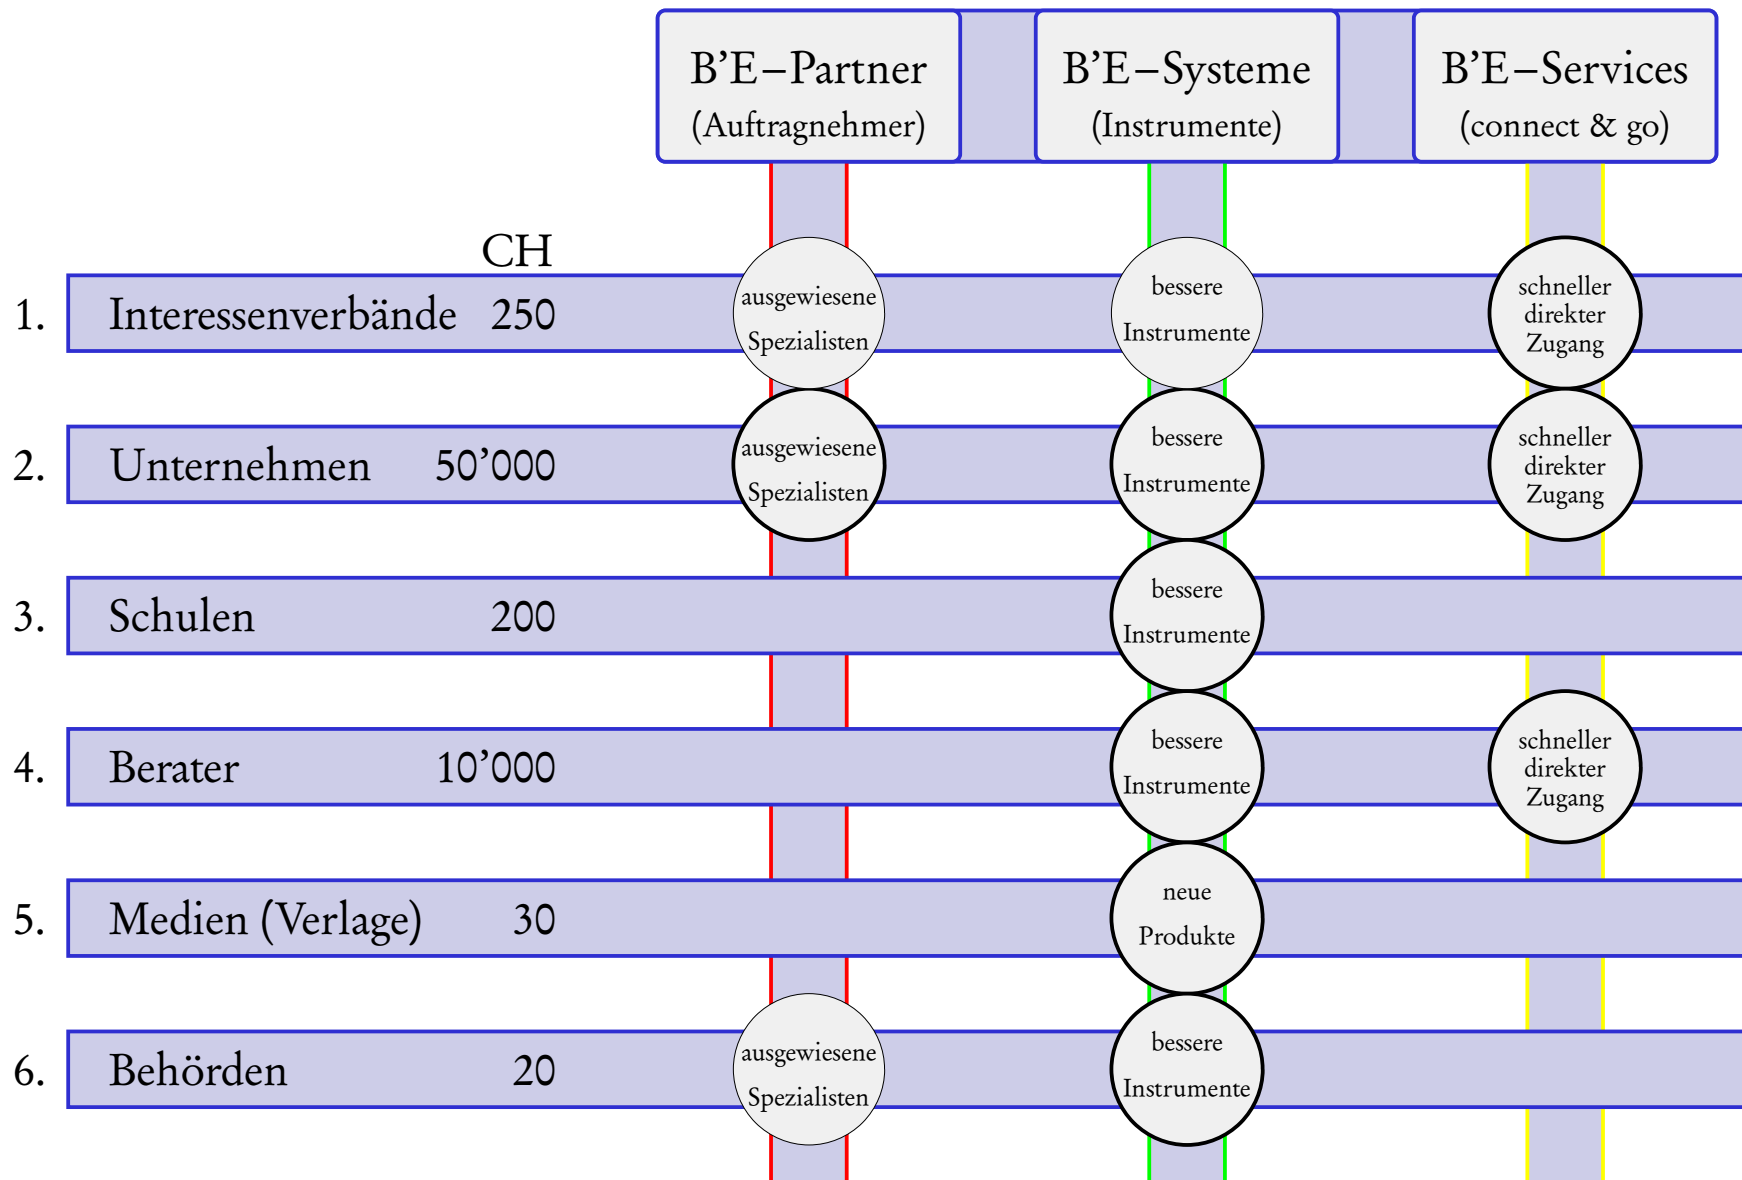 B’E–Partner
(Auftragnehmer)
B’E–Systeme
(Instrumente)
B’E–Services
(connect & go)
CH
1. Interessenverbände 250
ausgewiesene
Spezialisten
bessere
Instrumente
schneller
direkter
Zugang
2. Unternehmen 50’000
ausgewiesene
Spezialisten
bessere
Instrumente
schneller
direkter
Zugang
3. Schulen 200
bessere
Instrumente
4. Berater 10’000
bessere
Instrumente
schneller
direkter
Zugang
5. Medien (Verlage) 30
neue
Produkte
6. Behörden 20
ausgewiesene
Spezialisten
bessere
Instrumente